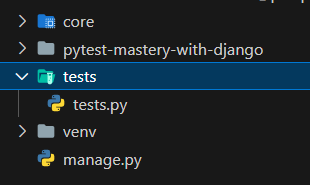 core
pytest-mastery-with-django
tests
tests.py
venv
manage.py